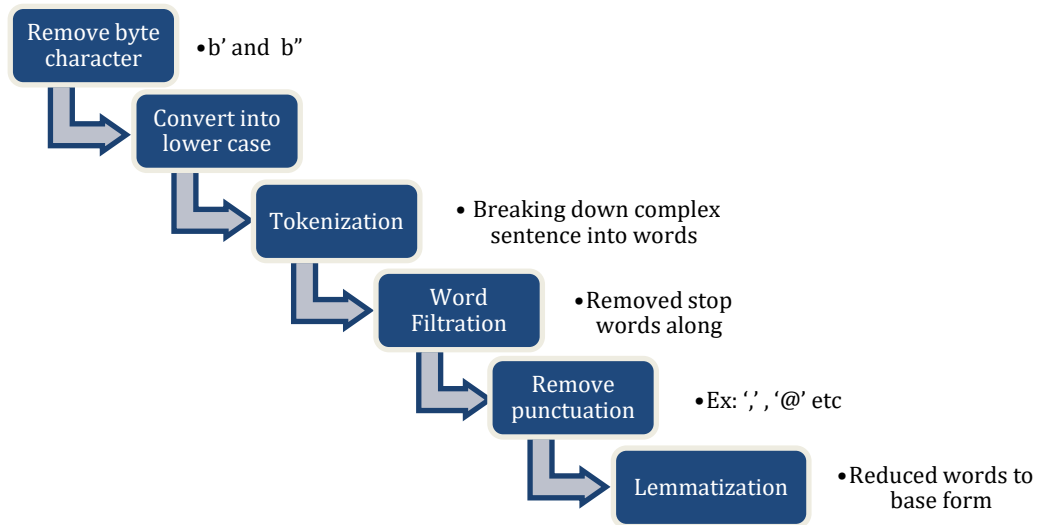 Remove byte
character
•b’ and b”
Convert into
lower case
Tokenization
• Breaking down complex
sentence into words
Word
Filtration
•Removed stop
words along
Remove
punctuation
•Ex: ‘,’ , ‘@’ etc
Lemmatization
•Reduced words to
base form